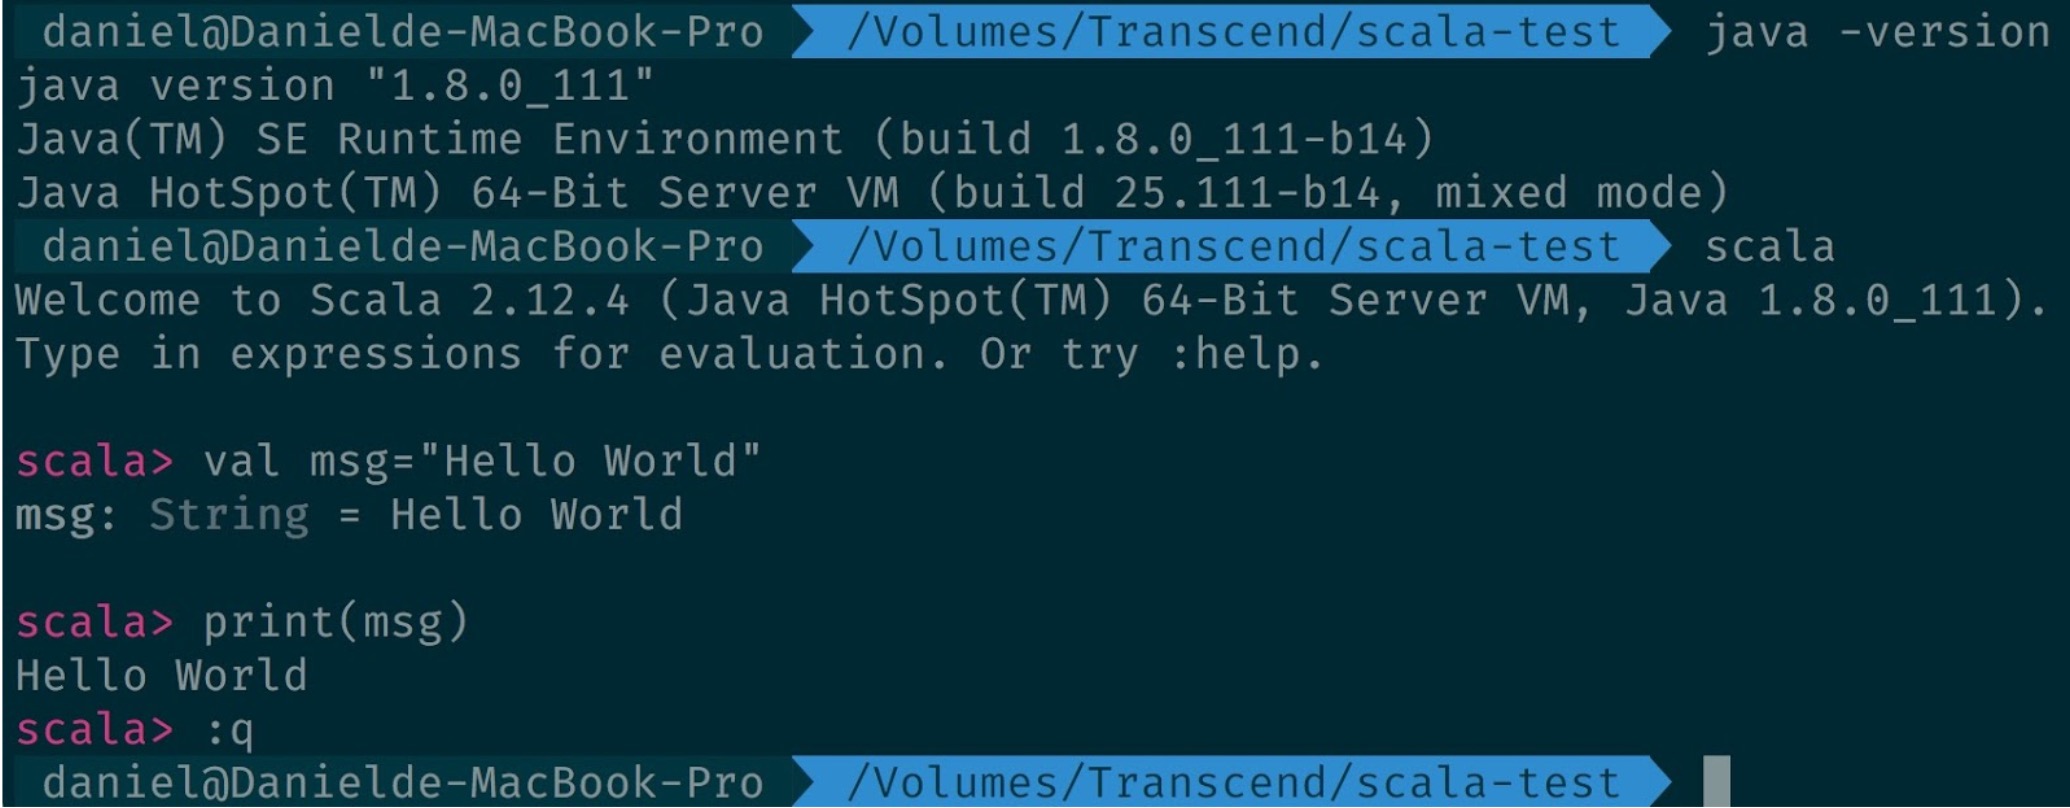 daniel@Danielde-MacBook-Pro /Volumes/Transcend/scala-test java -version
java version "1.8.0_111"
Java(TM) SE Runtime Environment (build 1.8.0_111-b14)
Java HotSpot(TM) 64-Bit Server VM (build 25.111-b14, mixed mode)
daniel@Danielde-MacBook-Pro /Volumes/Transcend/scala-test scala
Welcome to Scala 2.12.4 (Java HotSpot(TM) 64-Bit Server VM, Java 1.8.0_111).
Type in expressions for evaluation. Or try :help.
scala> val msg="Hello World"
msg: String = Hello World
scala> print(msg)
Hello World
scala> :q
daniel@Danielde-MacBook-Pro /Volumes/Transcend/scala-test